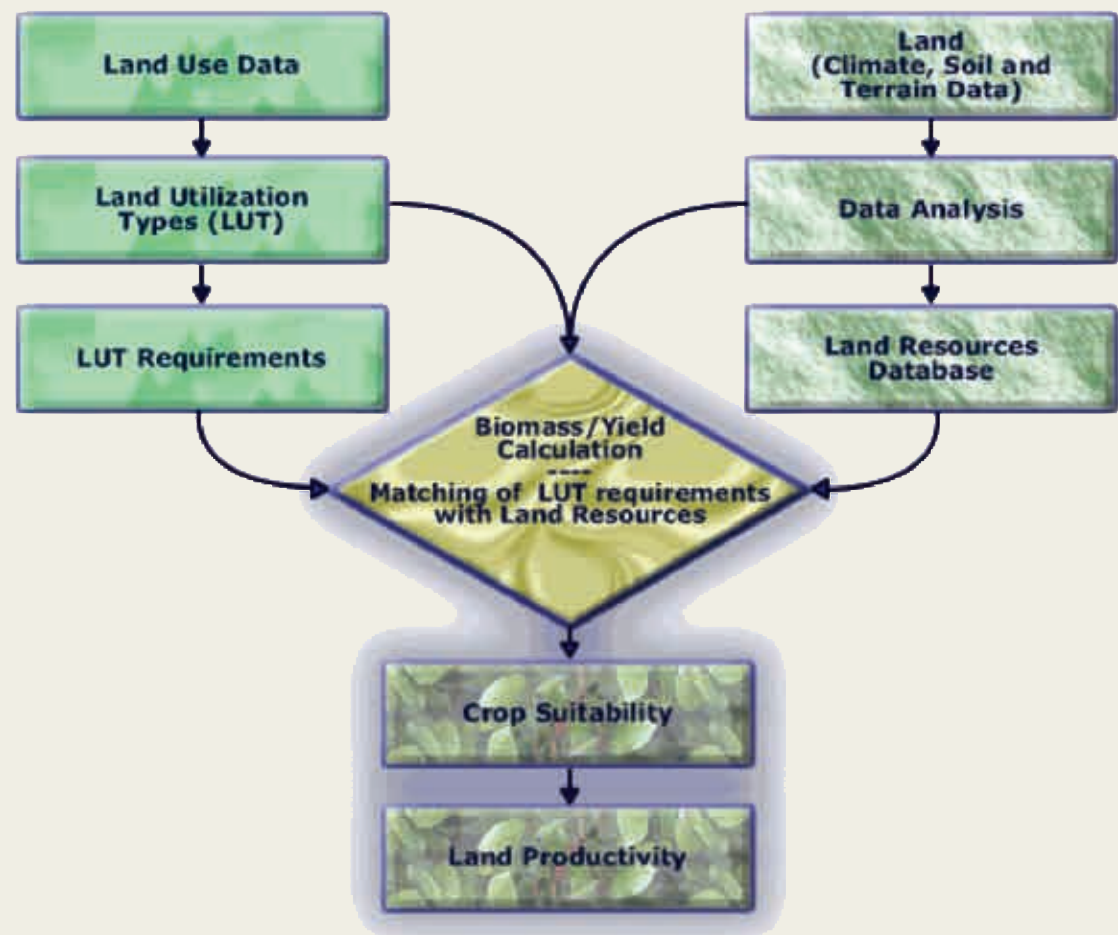 Land Use Data
Land
(Climate, Soil and
Terrain Data)
Land Utilization
Types (LUT)
Data Analysis
LUT Requirements
Land Resources
Database
Biomass/Yield
Calculation
----
Matching of LUT requirements
with Land Resources
Crop Suitability
Land Productivity